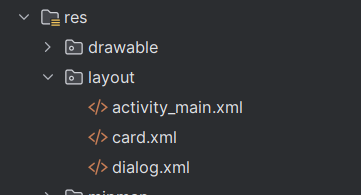 res
drawable
layout
activity_main.xml
card.xml
dialog.xml